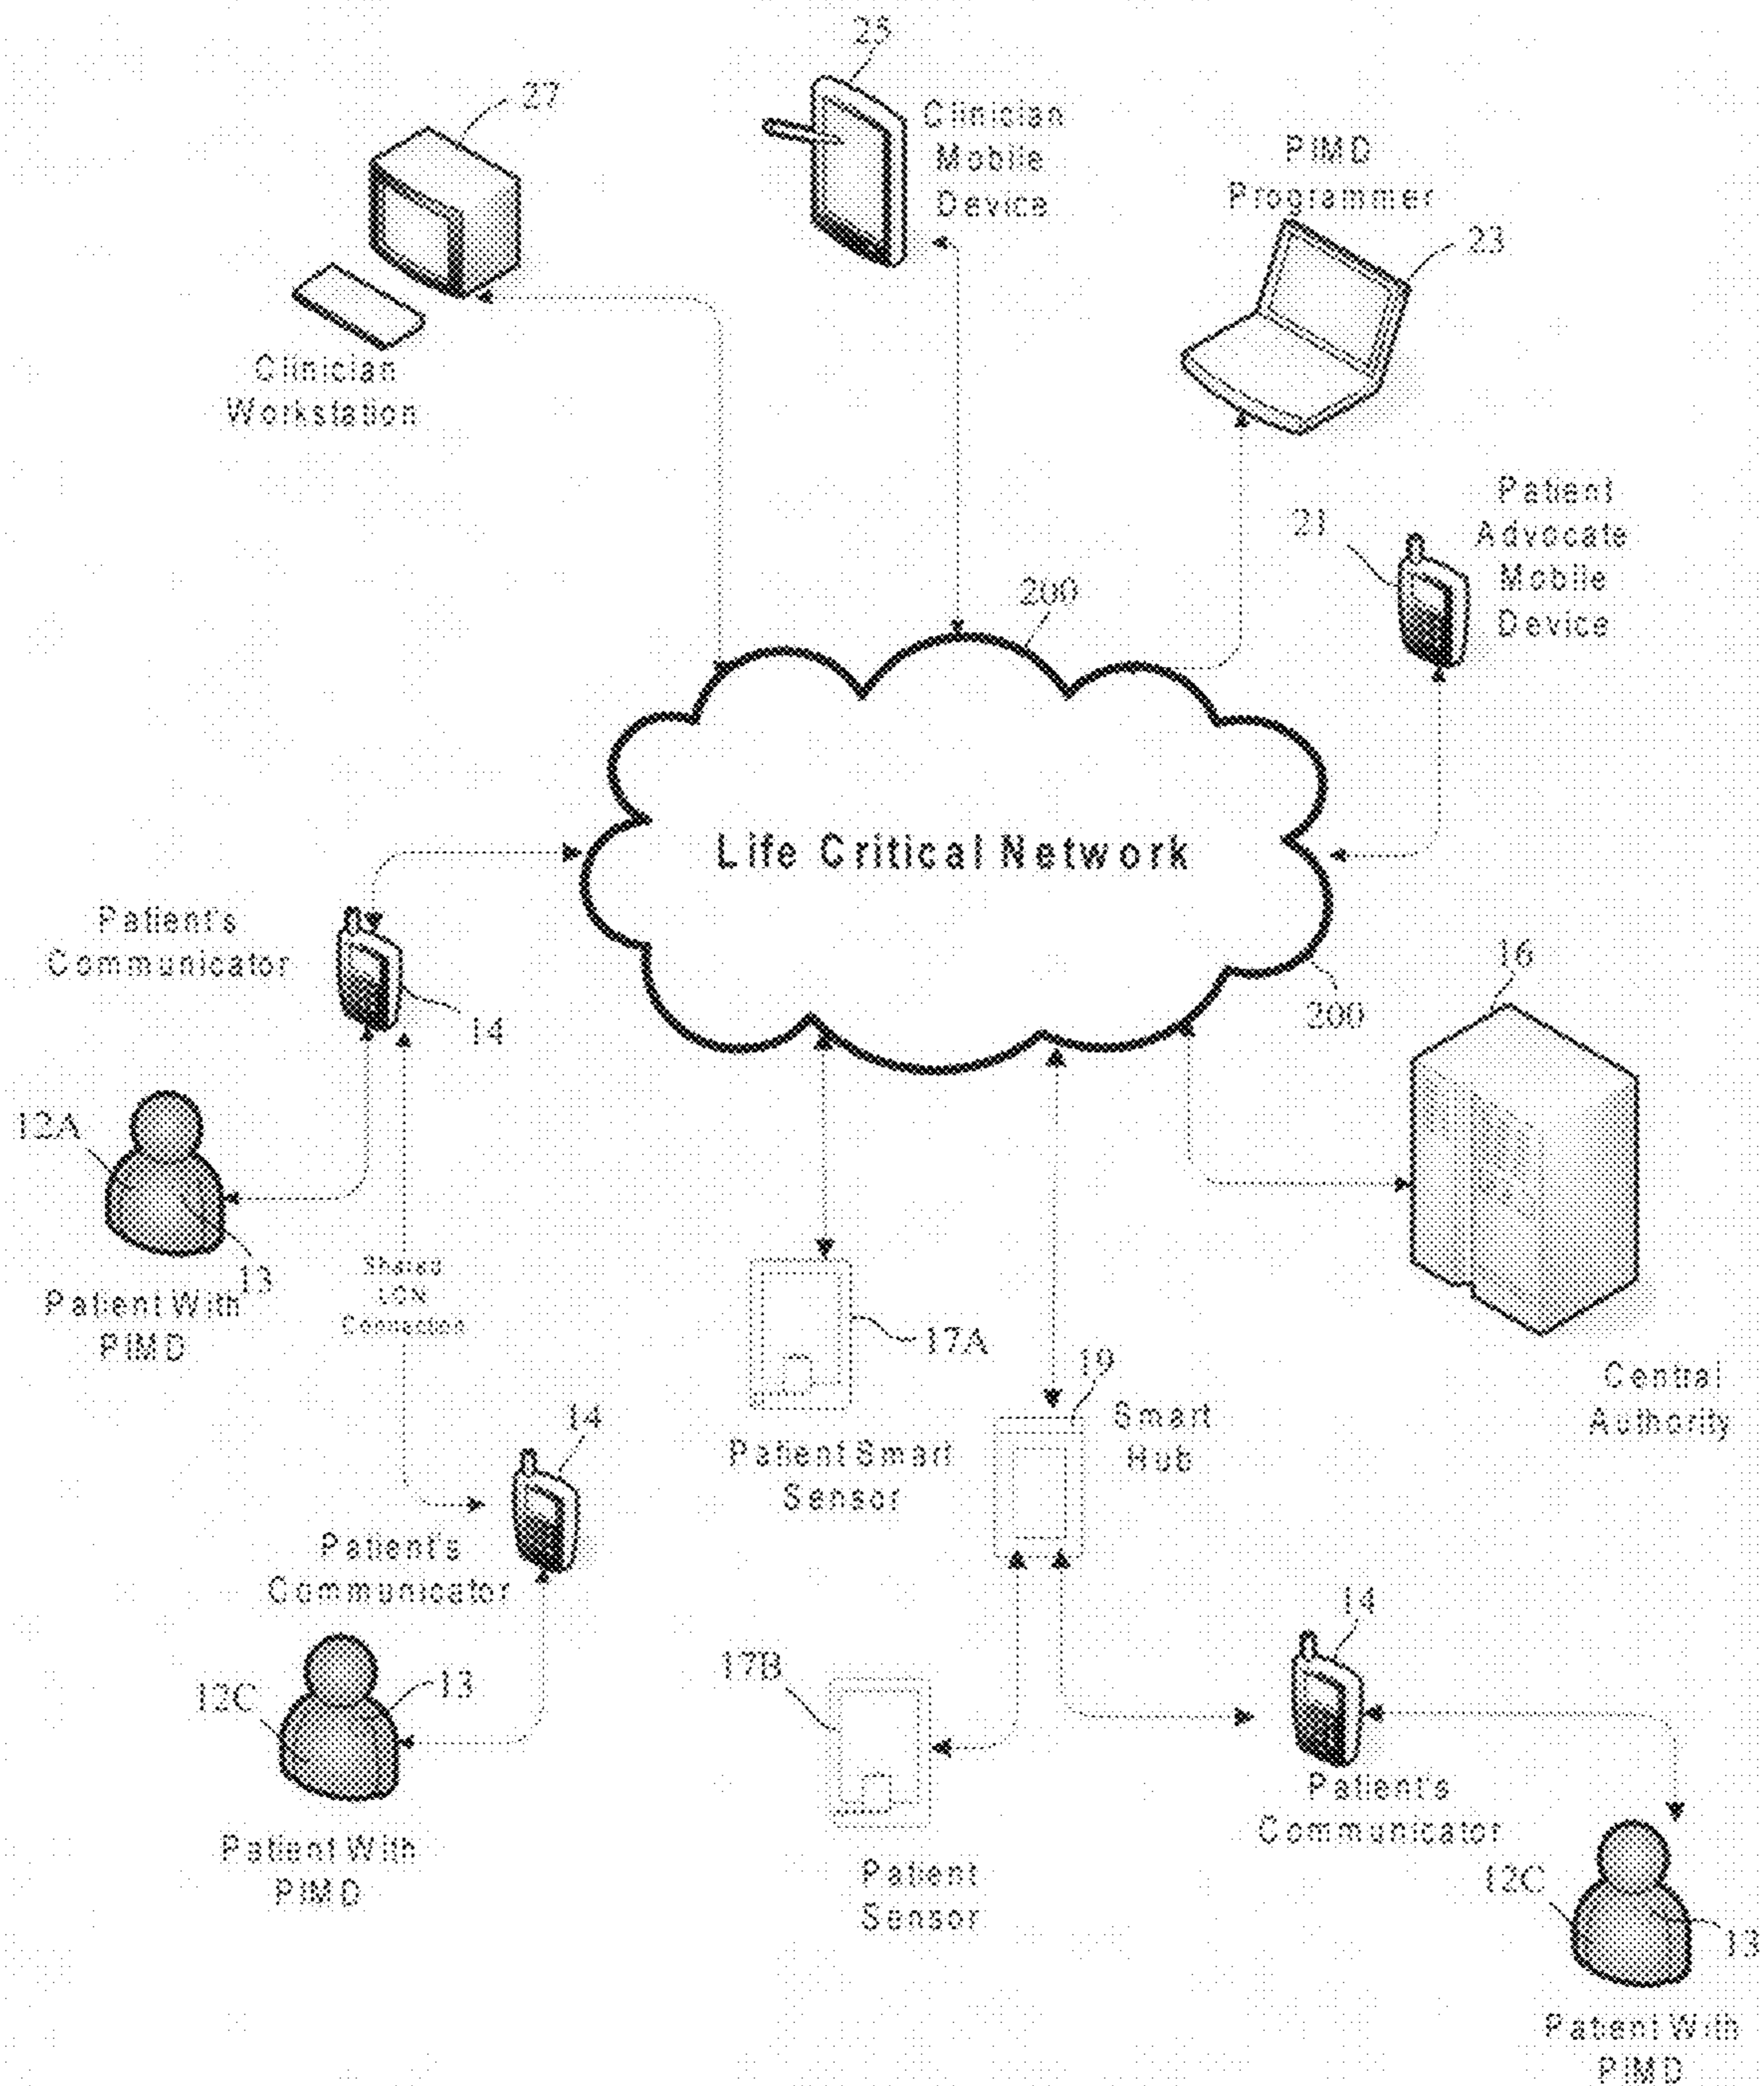 25
27
Clinician
Mobile
Device
PIMD
Programmer
23
Clinician
Workstation
Patient
Advocate
Mobile
Device
21
200
Life Critical Network
Patient's
Communicator
14
16
200
12A
13
Patient With
PIMD
Shared
LCN
Connection
17A
19
Smart
Hub
Central
Authority
14
Patient Smart
Sensor
Patient's
Communicator
14
17B
12C
13
Patient's
Communicator
Patient With
PIMD
Patient
Sensor
12C
13
Patient With
PIMD